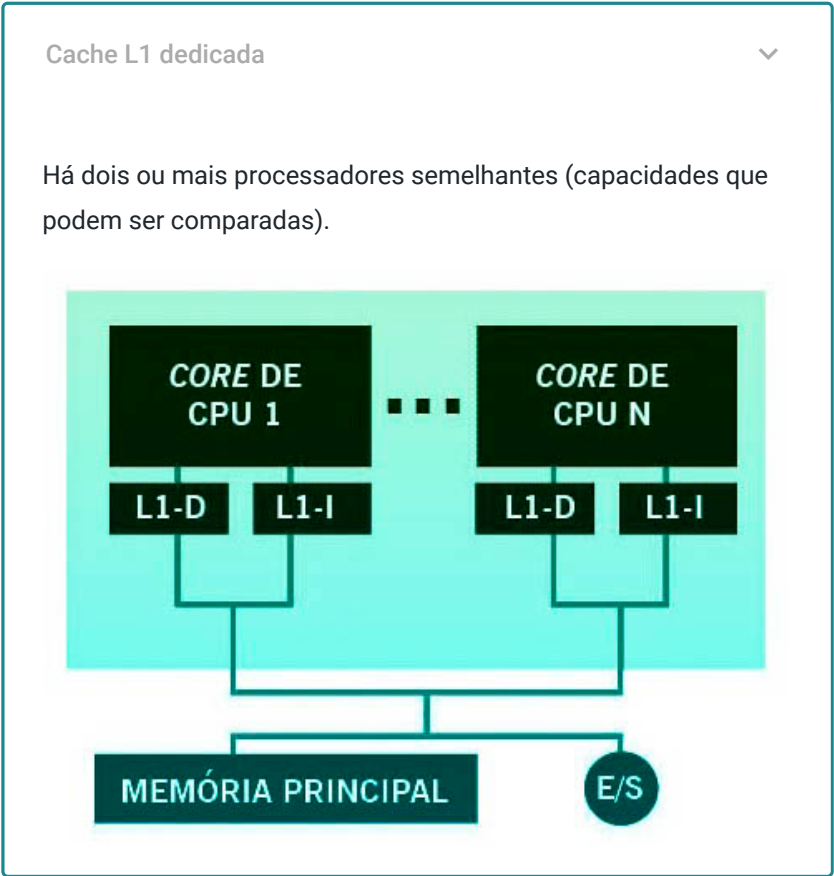 Cache L1 dedicada
Há dois ou mais processadores semelhantes (capacidades que
podem ser comparadas).
CORE DE
CPU 1
CORE DE
CPU N
L1-D
L1-I
L1-D
L1-I
MEMÓRIA PRINCIPAL
E/S